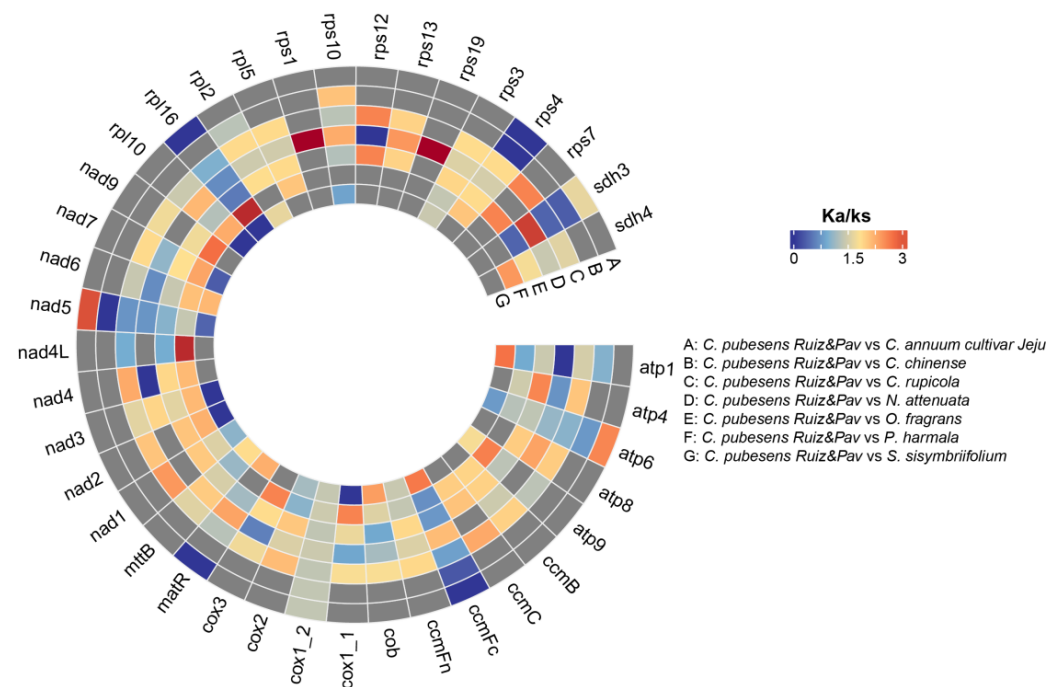 rps10
rps12
rps1
rps13
rpl5
rps19
rpl2
rps3
rpl16
rps4
rpl10
rps7
nad9
sdh3
nad7
sdh4
nad6
nad5
nad4L
nad4
nad3
nad2
nad1
mttB
matR
cox3
cox2
cox1_2
cox1_1
cob
ccmFn
ccmFc
ccmC
ccmB
atp9
atp8
atp6
atp4
atp1
G F E D C B A
Ka/ks
0 1.5 3
A: C. pubesens Ruiz&Pav vs C. annuum cultivar Jeju
B: C. pubesens Ruiz&Pav vs C. chinense
C: C. pubesens Ruiz&Pav vs C. rupicola
D: C. pubesens Ruiz&Pav vs N. attenuata
E: C. pubesens Ruiz&Pav vs O. fragrans
F: C. pubesens Ruiz&Pav vs P. harmala
G: C. pubesens Ruiz&Pav vs S. sisymbriifolium